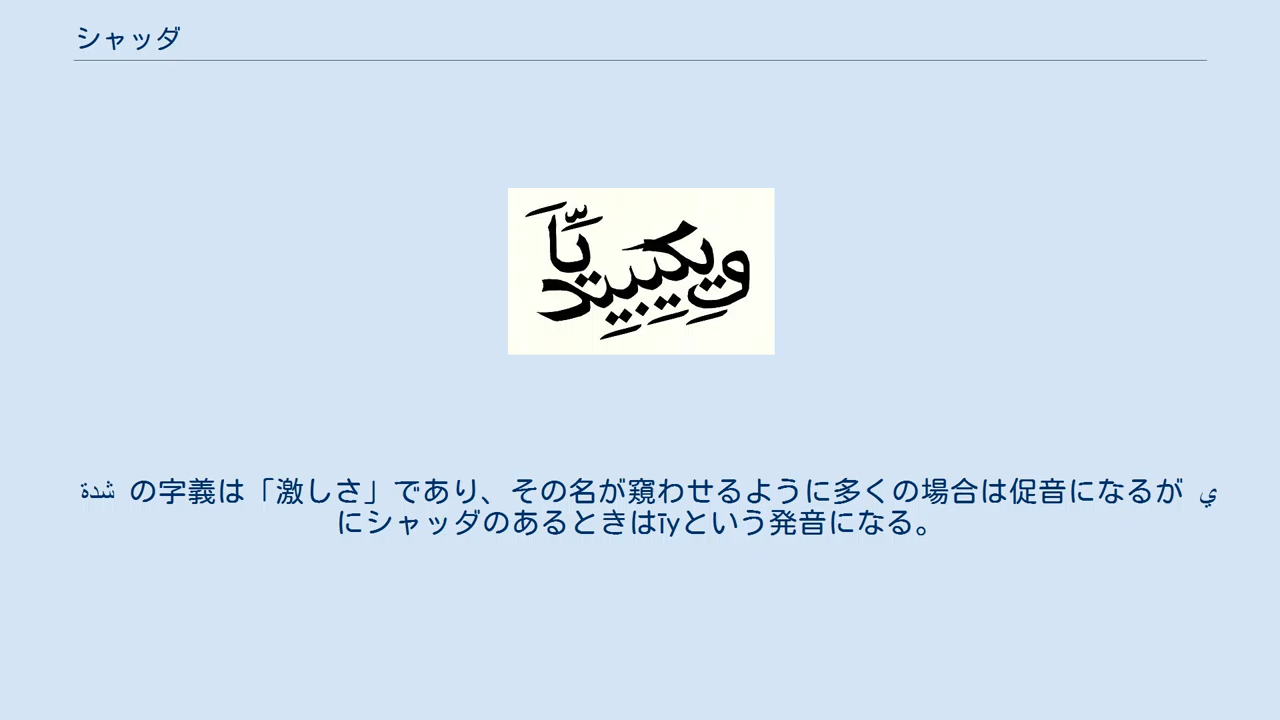 シャッダ
ويكيبيديّا
شدة の字義は「激しさ」であり、その名が窺わせるように多くの場合は促音になるが ي
にシャッダのあるときはīyという発音になる。